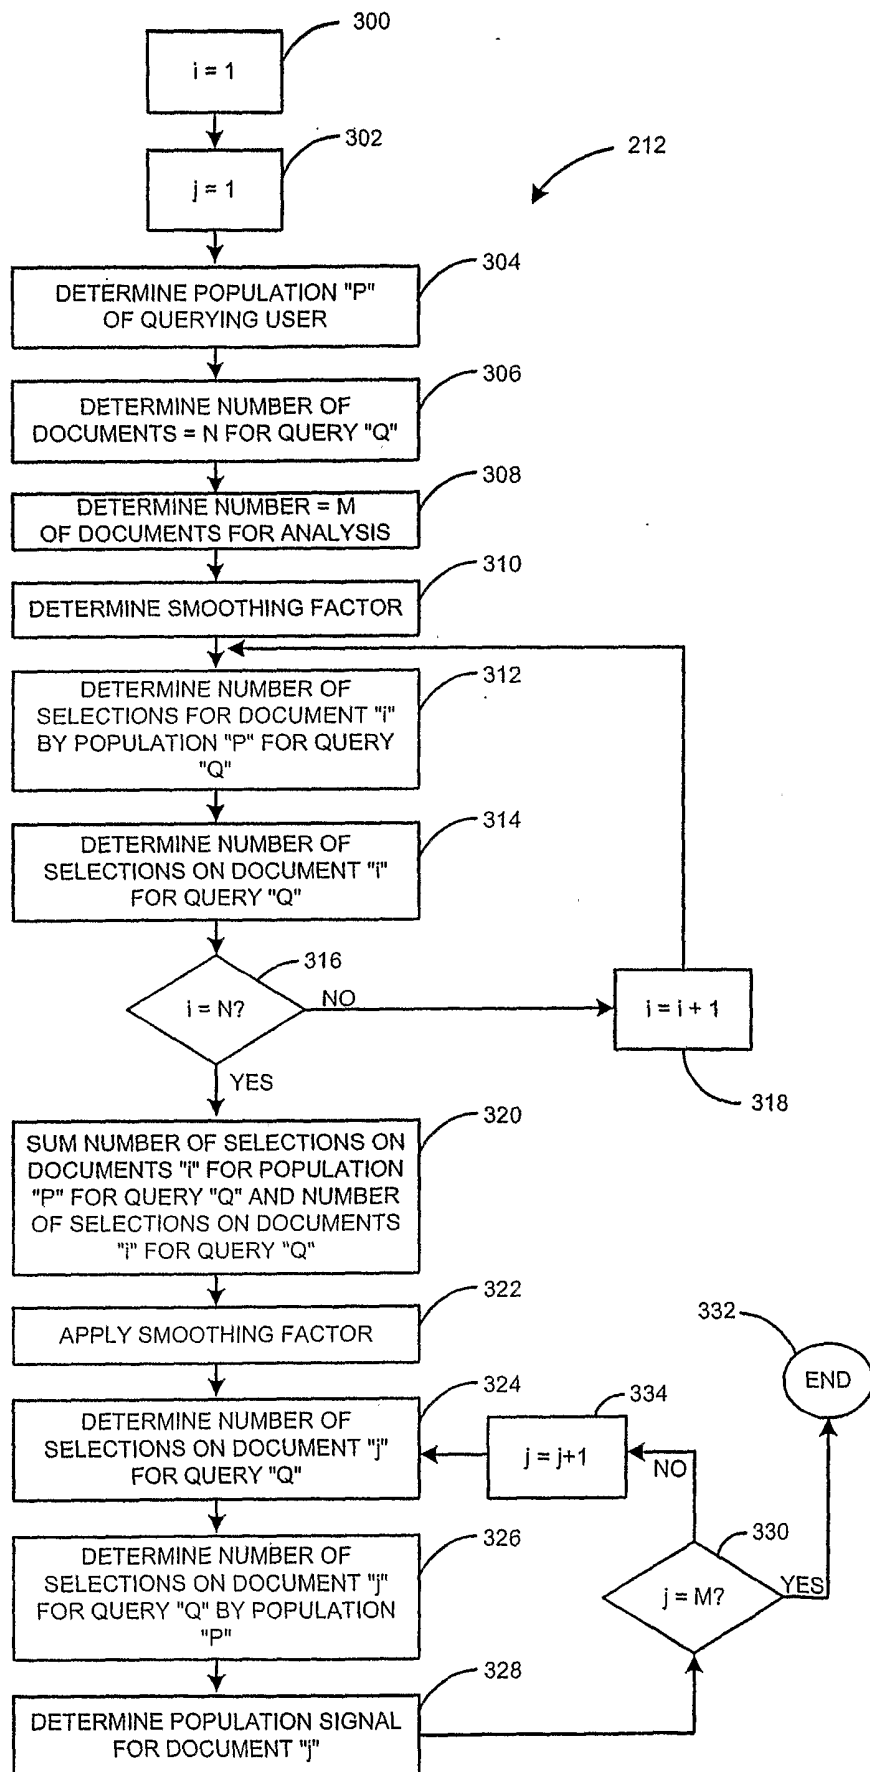 300
i = 1
302
j = 1
212
304
DETERMINE POPULATION "P"
OF QUERYING USER
306
DETERMINE NUMBER OF
DOCUMENTS = N FOR QUERY "Q"
308
DETERMINE NUMBER = M
OF DOCUMENTS FOR ANALYSIS
310
DETERMINE SMOOTHING FACTOR
312
DETERMINE NUMBER OF
SELECTIONS FOR DOCUMENT "i"
BY POPULATION "P" FOR QUERY
"Q"
314
DETERMINE NUMBER OF
SELECTIONS ON DOCUMENT "i"
FOR QUERY "Q"
316
i = N?
NO
i = i + 1
318
YES
320
SUM NUMBER OF SELECTIONS ON
DOCUMENTS "i" FOR POPULATION
"P" FOR QUERY "Q" AND NUMBER
OF SELECTIONS ON DOCUMENTS
"i" FOR QUERY "Q"
322
APPLY SMOOTHING FACTOR
332
END
324
DETERMINE NUMBER OF
SELECTIONS ON DOCUMENT "j"
FOR QUERY "Q"
334
j = j+1
NO
326
DETERMINE NUMBER OF
SELECTIONS ON DOCUMENT "j"
FOR QUERY "Q" BY POPULATION
"P"
330
j = M?
YES
328
DETERMINE POPULATION SIGNAL
FOR DOCUMENT "j"